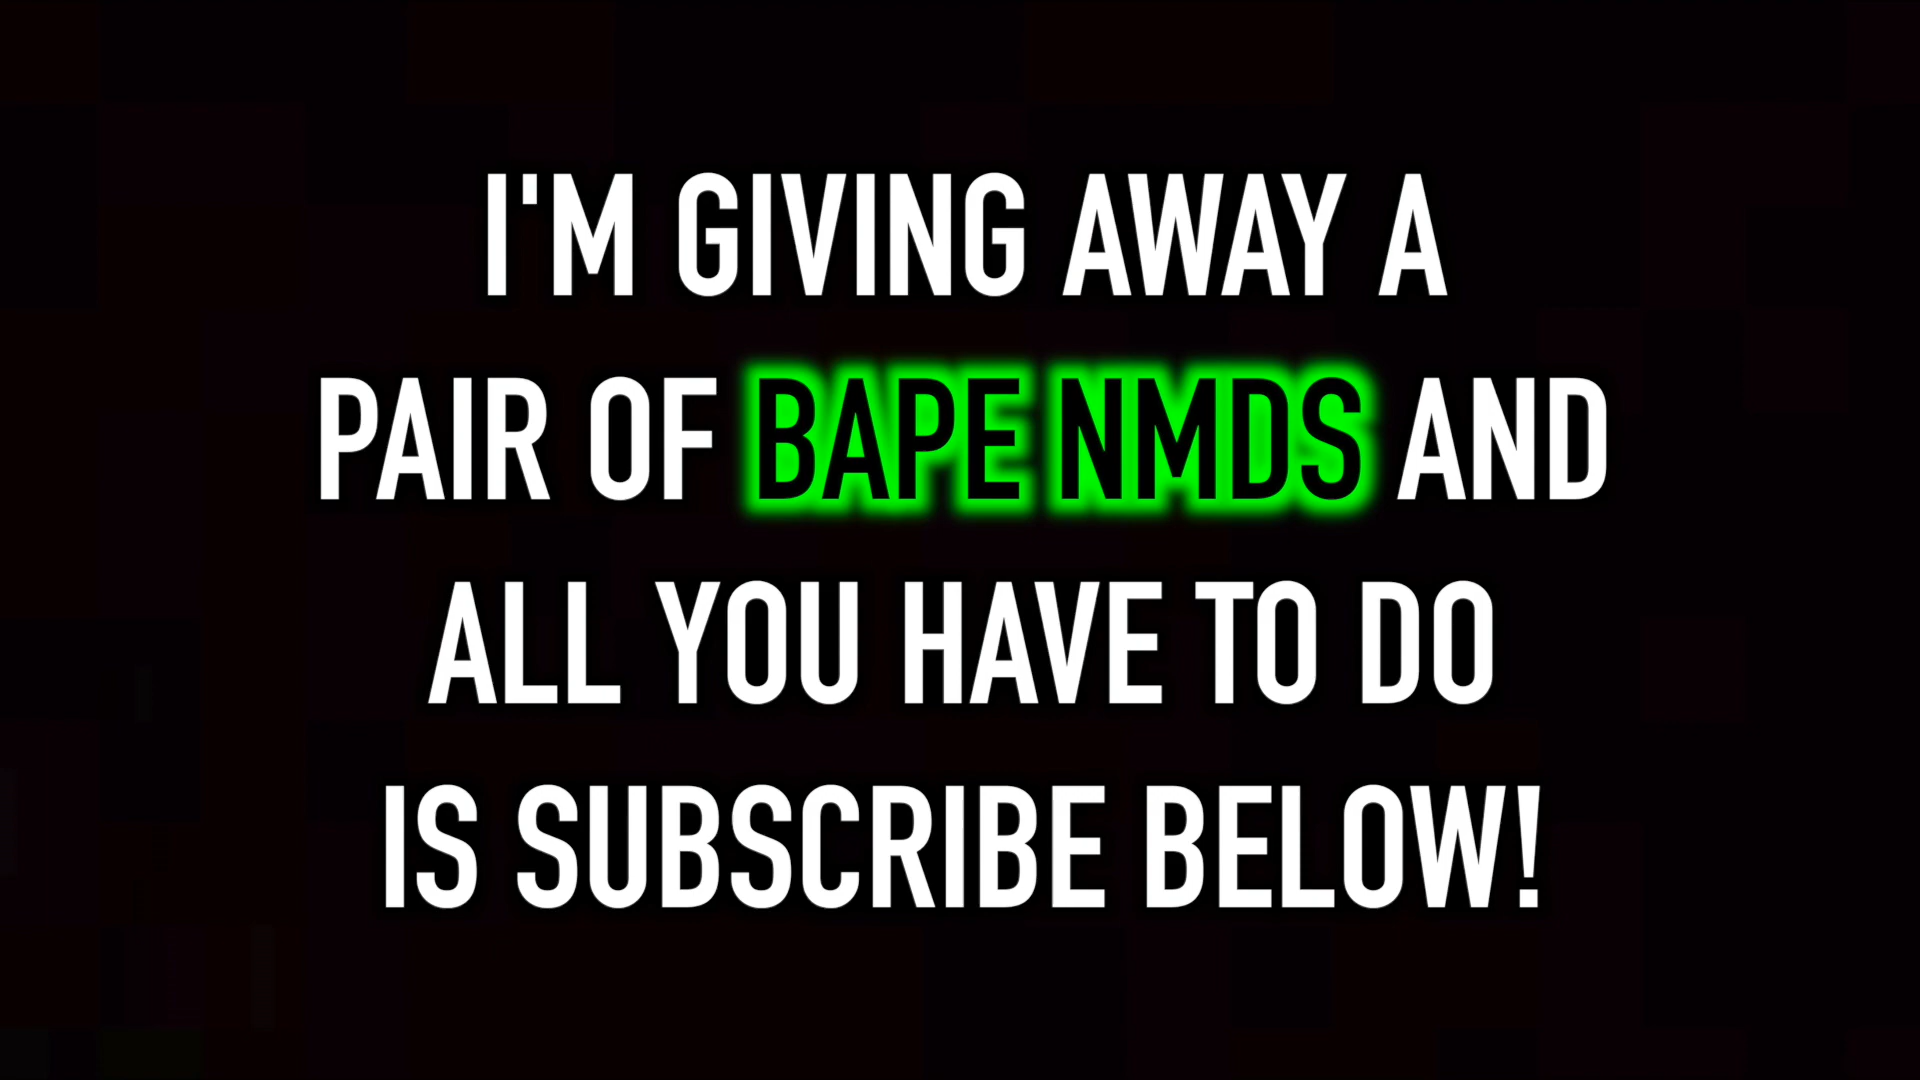 I'M GIVING AWAY A
PAIR OF BAPE NMDS AND
ALL YOU HAVE TO DO
IS SUBSCRIBE BELOW!